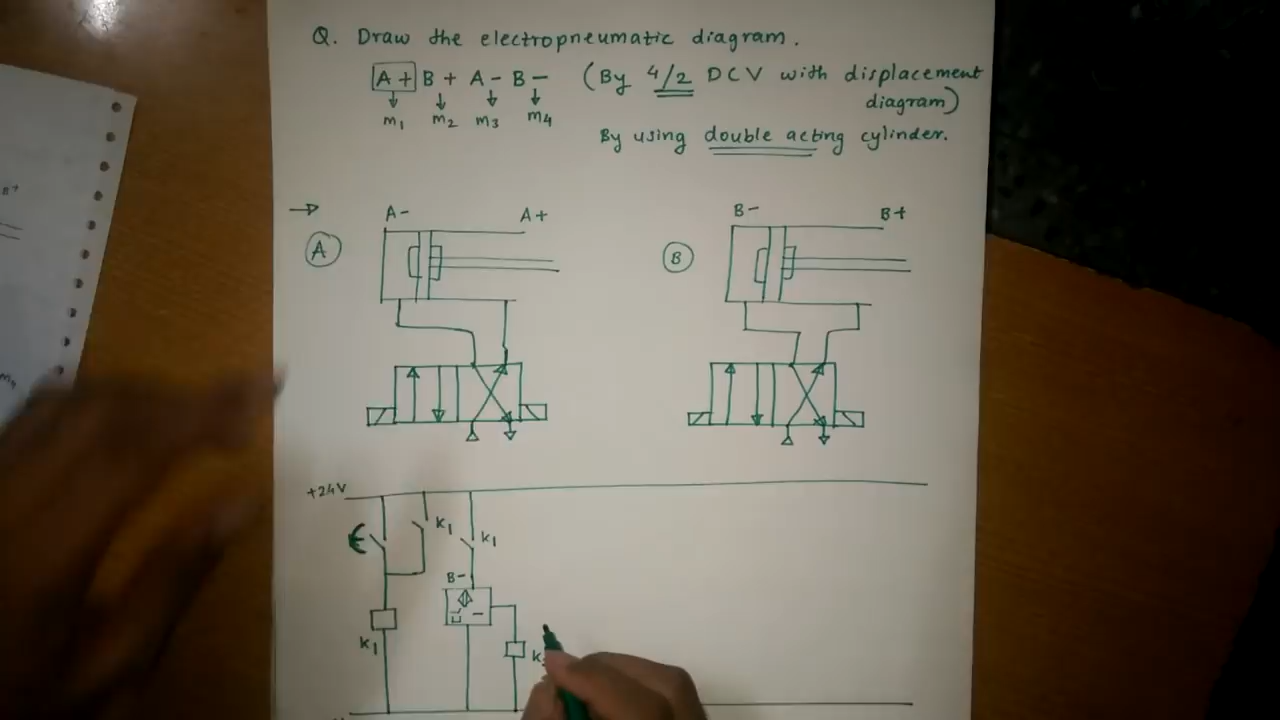 Q. Draw the electropneumatic diagram.
A + B + A - B - (By 4/2 DCV with displacement
diagram)
m1 m2 m3 m4
By using double acting cylinder.
A- A+
B- B+
A
B
+24V
K1
K1
B-
K1
K